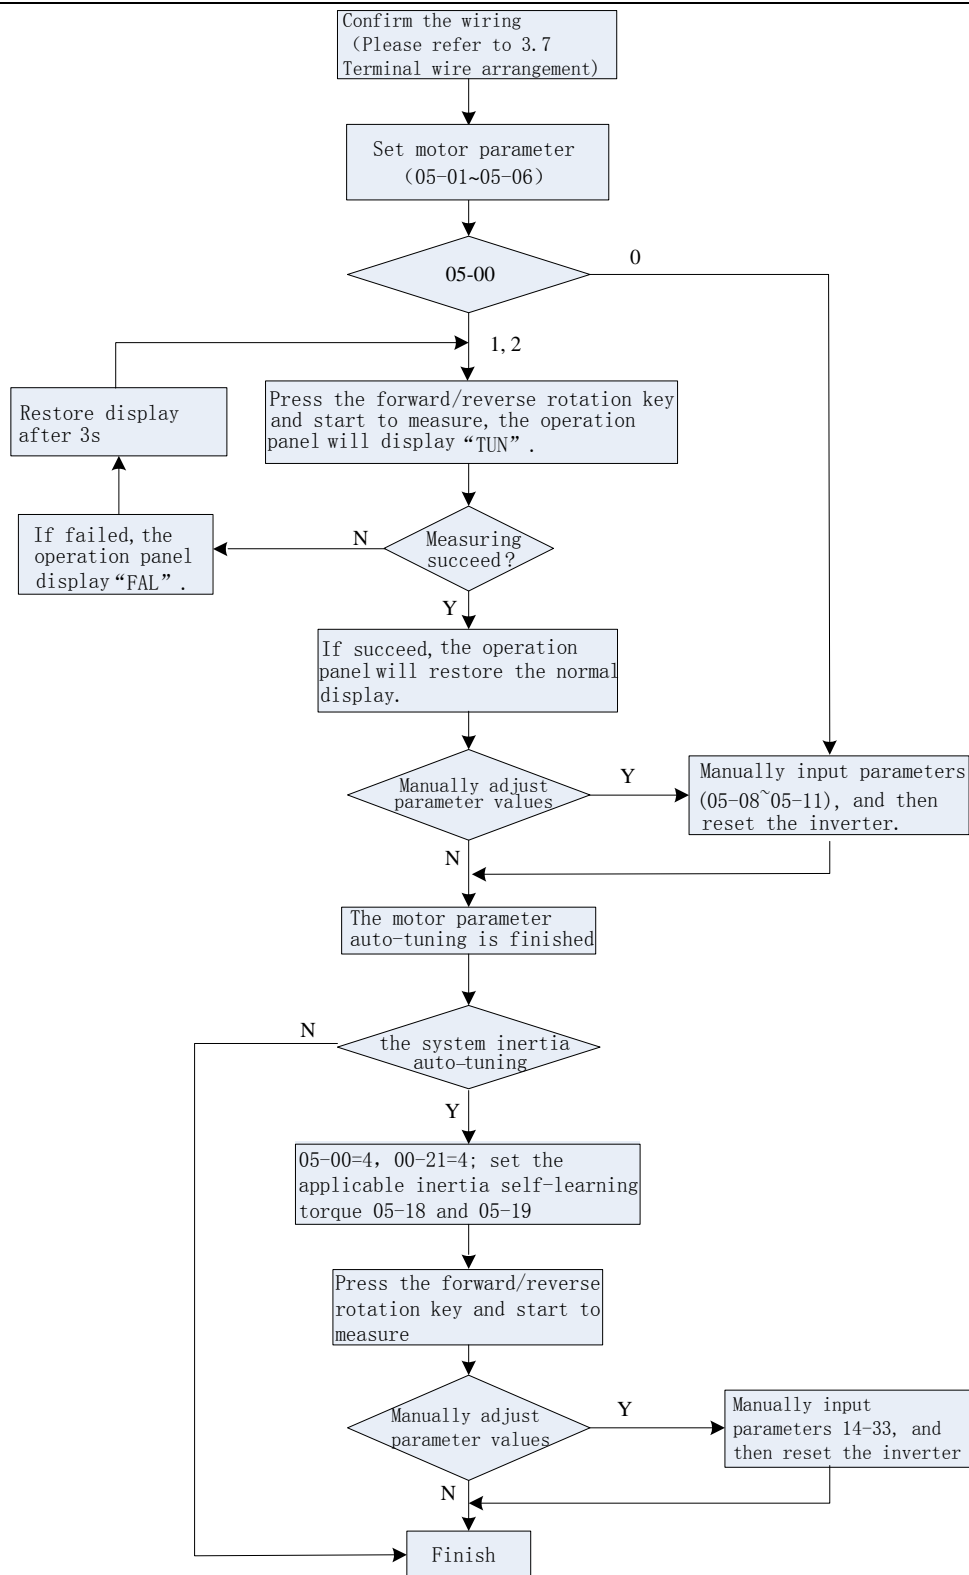 Confirm the wiring
(Please refer to 3.7
Terminal wire arrangement)
Set motor parameter
(05-01~05-06)
05-00
0
1, 2
Press the forward/reverse rotation key
and start to measure, the operation
panel will display “TUN”.
Restore display
after 3s
Measuring
succeed?
N
If failed, the
operation panel
display “FAL”.
Y
If succeed, the operation
panel will restore the normal
display.
Manually adjust
parameter values
Y
Manually input parameters
(05-08~05-11), and then
reset the inverter.
N
The motor parameter
auto-tuning is finished
the system inertia
auto-tuning
N
Y
05-00=4, 00-21=4; set the
applicable inertia self-learning
torque 05-18 and 05-19
Press the forward/reverse
rotation key and start to
measure
Manually adjust
parameter values
Y
Manually input
parameters 14-33, and
then reset the inverter
N
Finish